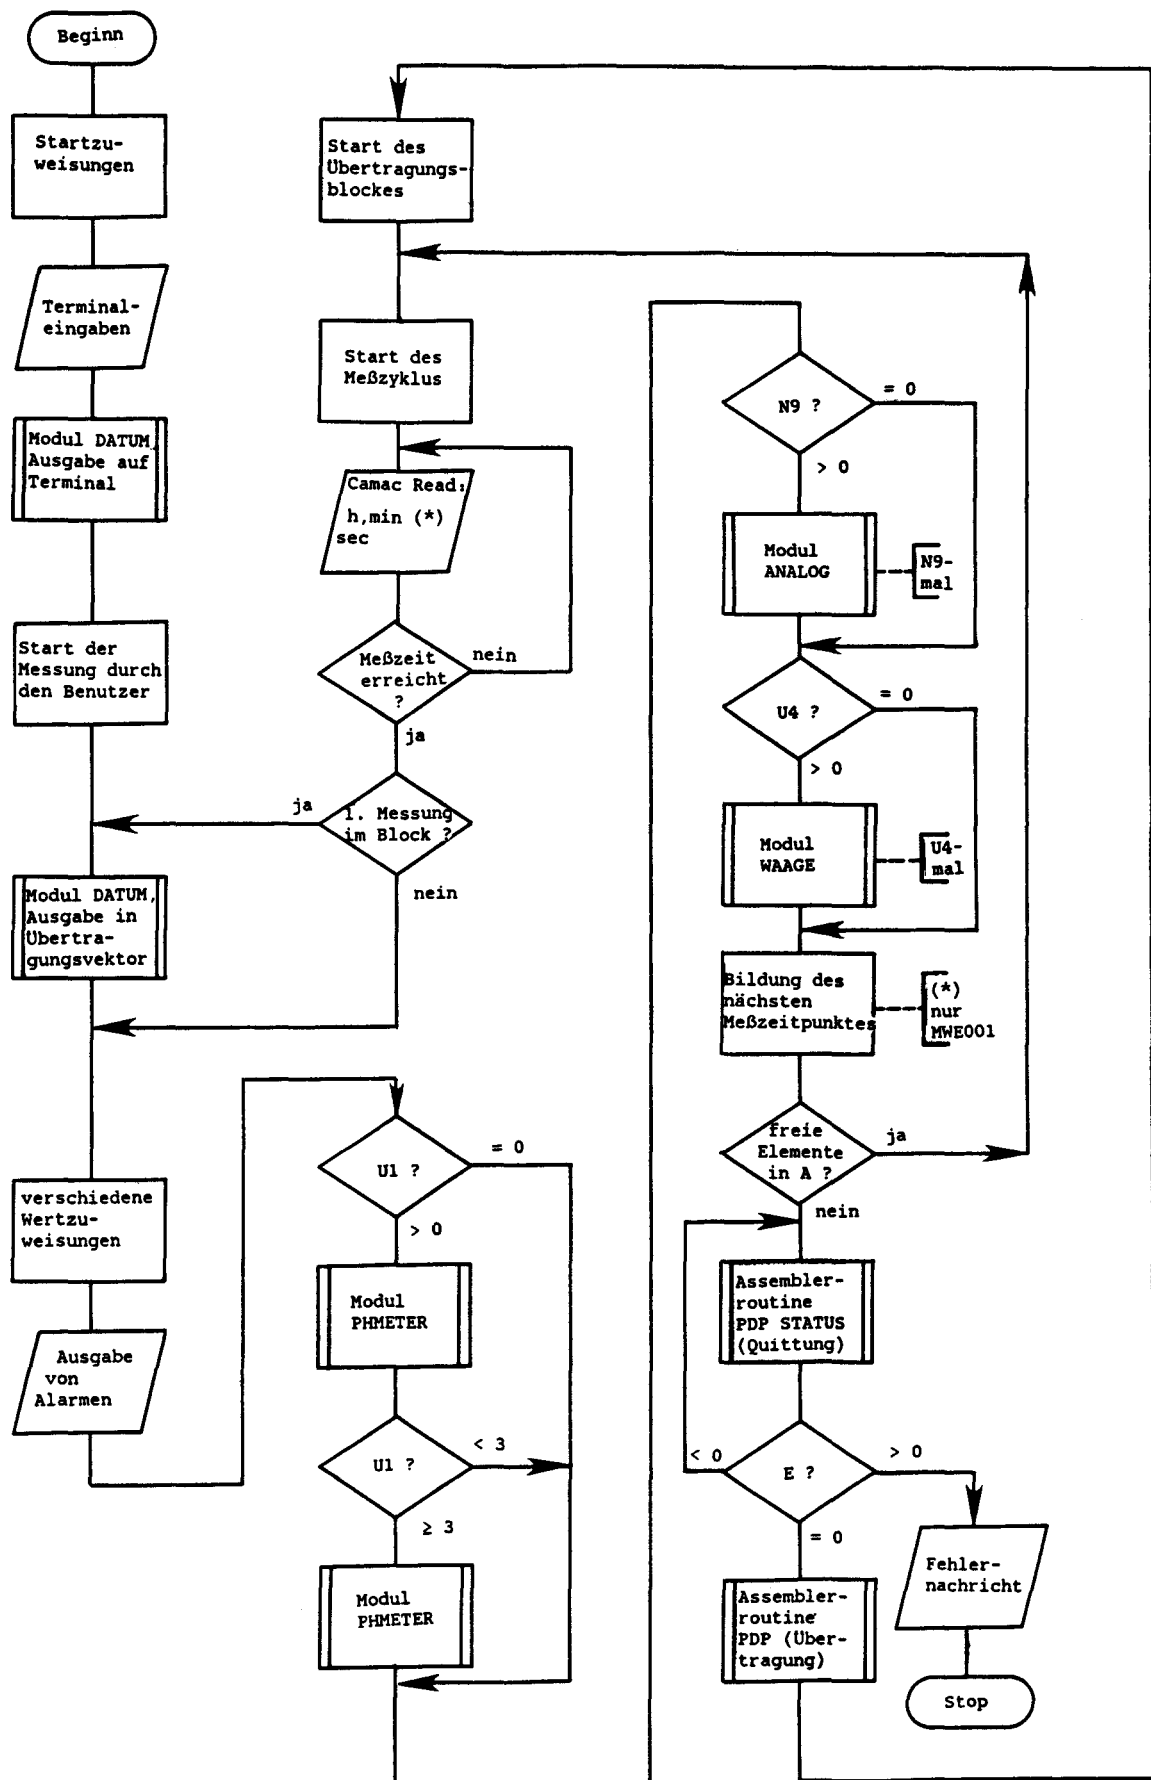 Beginn
Startzu-
weisungen
Terminal-
eingaben
Modul DATUM,
Ausgabe auf
Terminal
Start der
Messung durch
den Benutzer
Modul DATUM,
Ausgabe in
Übertra-
gungsvektor
verschiedene
Wertzu-
weisungen
Ausgabe
von
Alarmen
Start des
Übertragungs-
blockes
Start des
Meßzyklus
Camac Read:
h,min (*)
sec
Meßzeit
erreicht
?
nein
ja
1. Messung
im Block ?
ja
nein
U1 ?
= 0
> 0
Modul
PHMETER
U1 ?
< 3
≥ 3
Modul
PHMETER
N9 ?
= 0
> 0
Modul
ANALOG
N9-
mal
U4 ?
= 0
> 0
Modul
WAAGE
U4-
mal
Bildung des
nächsten
Meßzeitpunktes
(*)
nur
MWE001
freie
Elemente
in A ?
ja
nein
Assembler-
routine
PDP STATUS
(Quittung)
E ?
< 0
> 0
= 0
Assembler-
routine
PDP (Über-
tragung)
Fehler-
nachricht
Stop